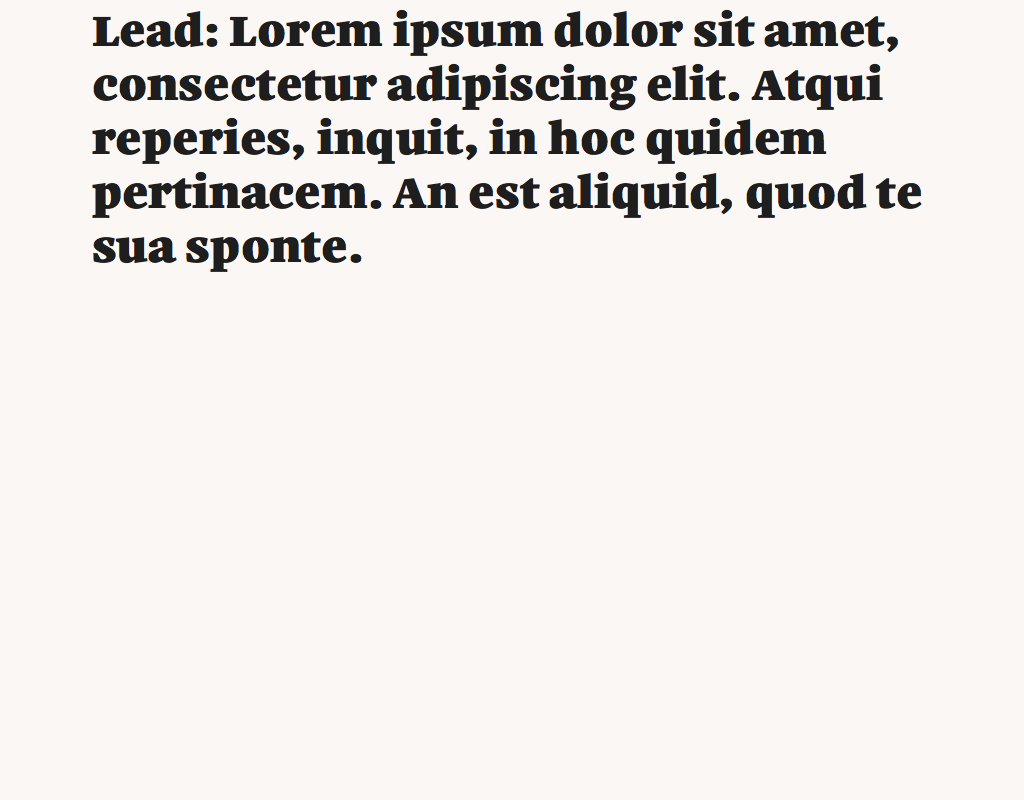 Lead: Lorem ipsum dolor sit amet,
consectetur adipiscing elit. Atqui
reperies, inquit, in hoc quidem
pertinacem. An est aliquid, quod te
sua sponte.